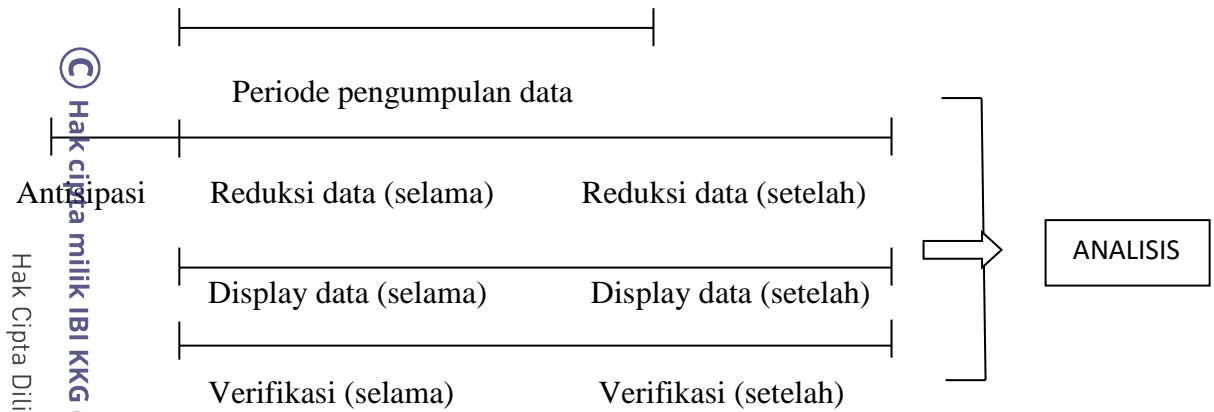 Periode pengumpulan data
Antisipasi Reduksi data (selama) Reduksi data (setelah)
Display data (selama) Display data (setelah)
Verifikasi (selama) Verifikasi (setelah)
ANALISIS
© Hak cipta milik IBI KKG
Hak Cipta Dili